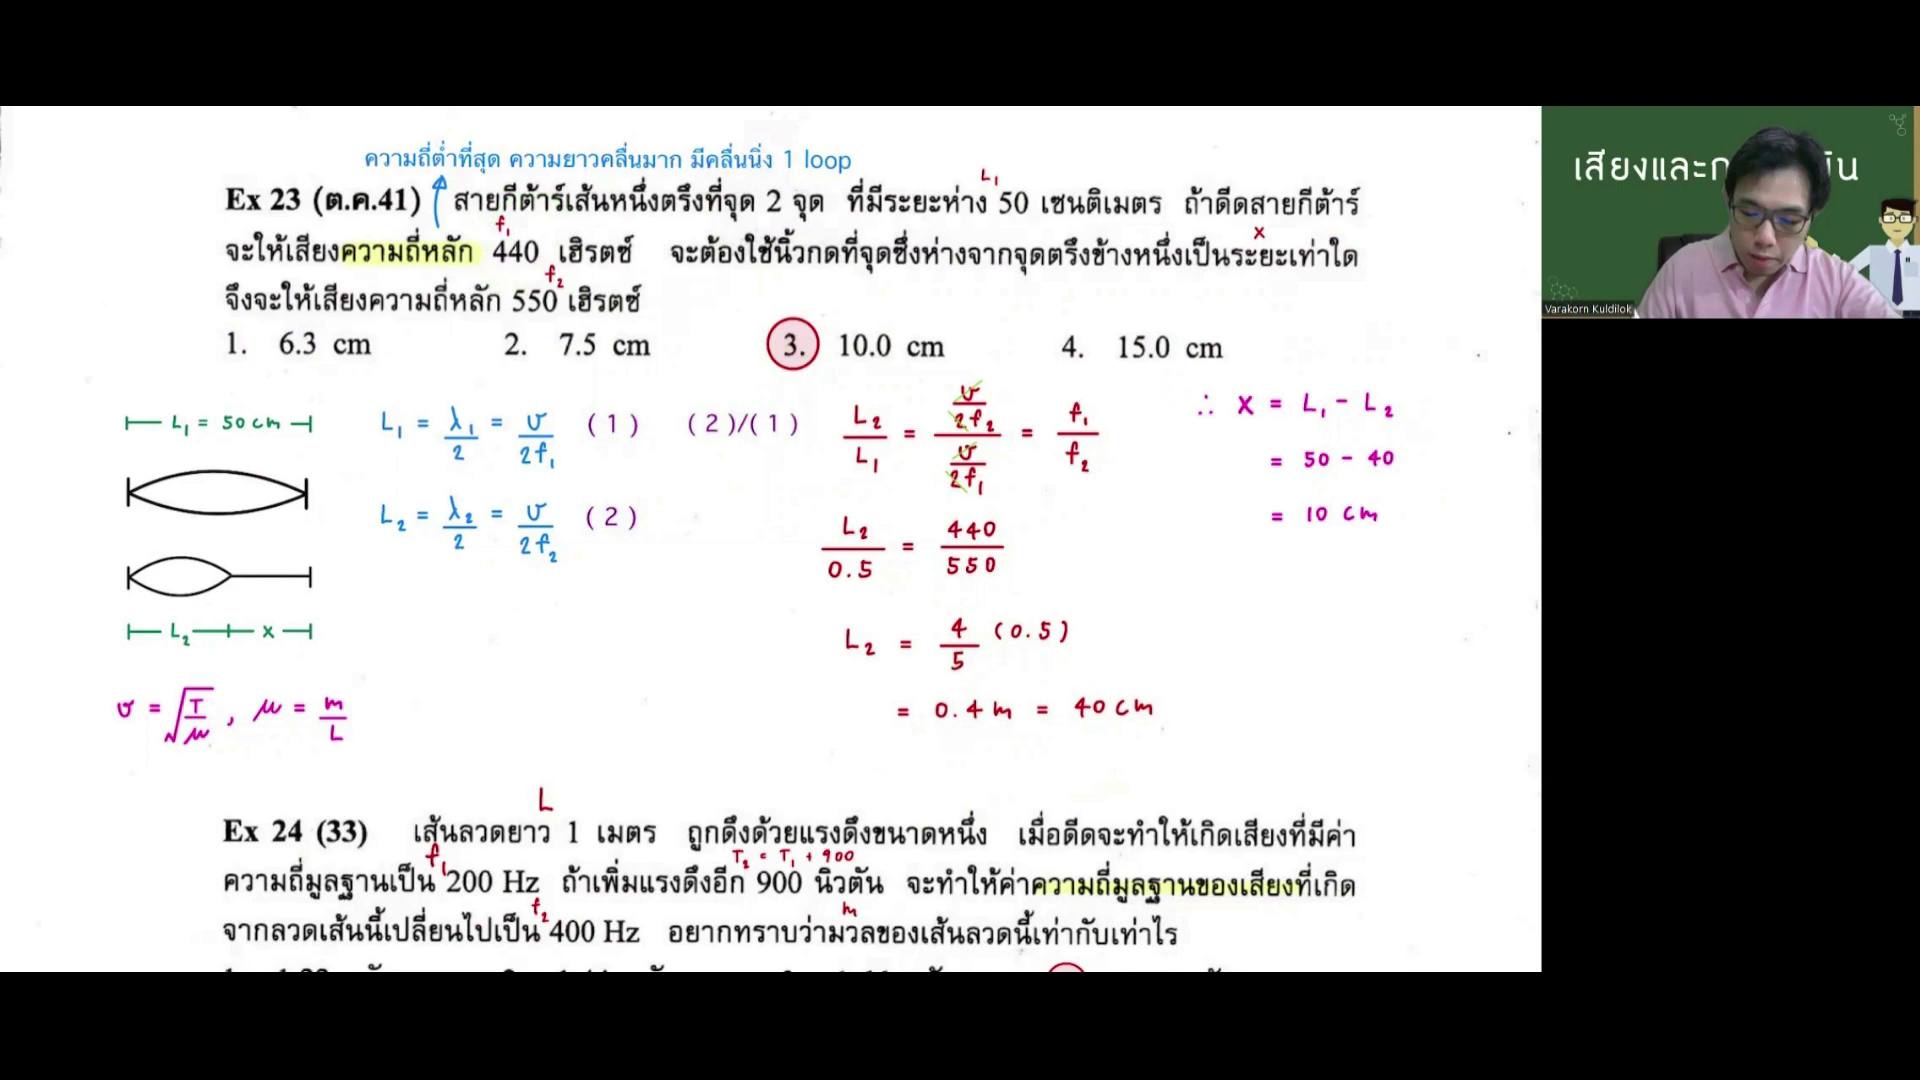 ความถี่ต่ำที่สุด ความยาวคลื่นมาก มีคลื่นนิ่ง 1 loop
L₁
Ex 23 (ต.ค.41) สายกีต้าร์เส้นหนึ่งตรึงที่จุด 2 จุด ที่มีระยะห่าง 50 เซนติเมตร ถ้าดีดสายกีต้าร์
f₁ x
จะให้เสียงความถี่หลัก 440 เฮิรตซ์ จะต้องใช้นิ้วกดที่จุดซึ่งห่างจากจุดตรึงข้างหนึ่งเป็นระยะเท่าใด
f₂
จึงจะให้เสียงความถี่หลัก 550 เฮิรตซ์
1. 6.3 cm 2. 7.5 cm 3. 10.0 cm 4. 15.0 cm
L₁ = 50 cm
L₂ x
v = √(T/μ) , μ = m/L
L₁ = λ₁/2 = v/2f₁ (1)
L₂ = λ₂/2 = v/2f₂ (2)
(2)/(1) L₂/L₁ = (v/2f₂)/(v/2f₁) = f₁/f₂
L₂/0.5 = 440/550
L₂ = 4/5 (0.5)
= 0.4 m = 40 cm
∴ x = L₁ - L₂
= 50 - 40
= 10 cm
L
Ex 24 (33) เส้นลวดยาว 1 เมตร ถูกดึงด้วยแรงดึงขนาดหนึ่ง เมื่อดีดจะทำให้เกิดเสียงที่มีค่า
f₁ T₂ = T₁ + 900
ความถี่มูลฐานเป็น 200 Hz ถ้าเพิ่มแรงดึงอีก 900 นิวตัน จะทำให้ค่าความถี่มูลฐานของเสียงที่เกิด
f₂ m
จากลวดเส้นนี้เปลี่ยนไปเป็น 400 Hz อยากทราบว่ามวลของเส้นลวดนี้เท่ากับเท่าไร
Varakorn Kuldilok